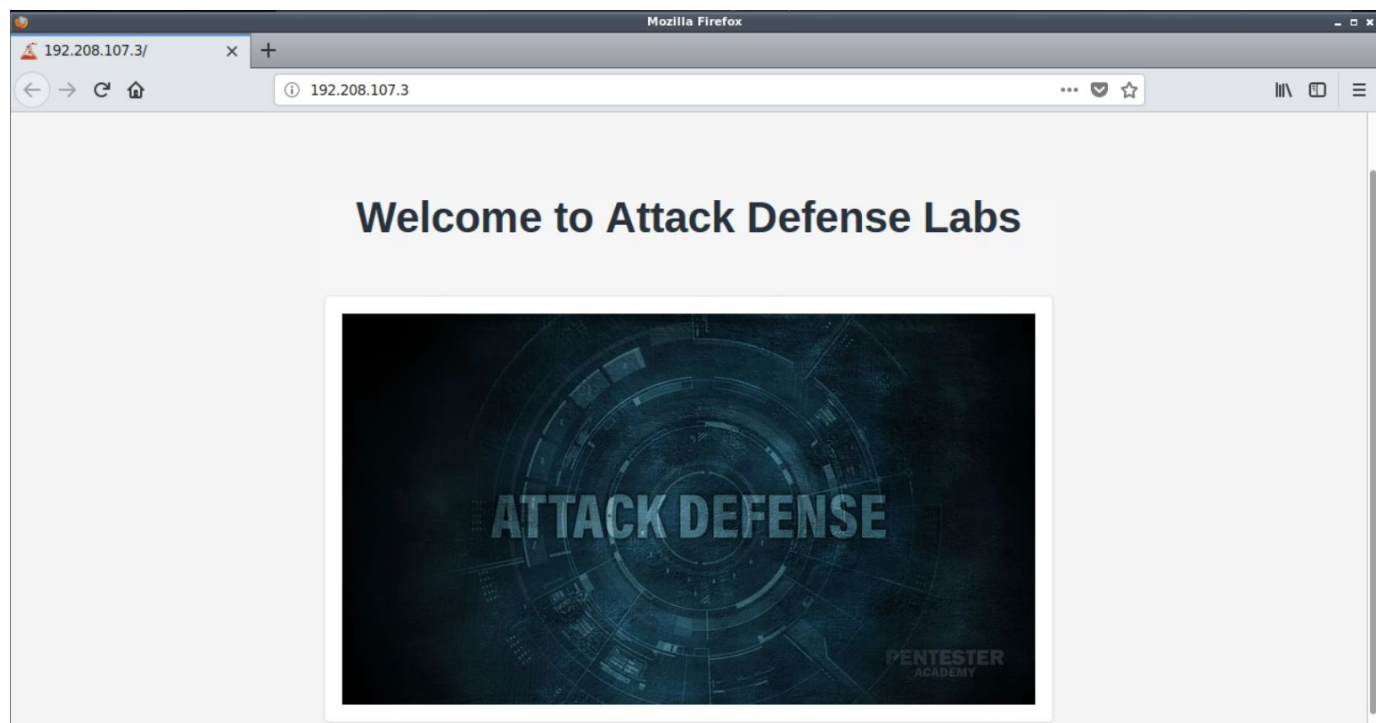 Mozilla Firefox
192.208.107.3/
192.208.107.3
Welcome to Attack Defense Labs
ATTACK DEFENSE
PENTESTER
ACADEMY